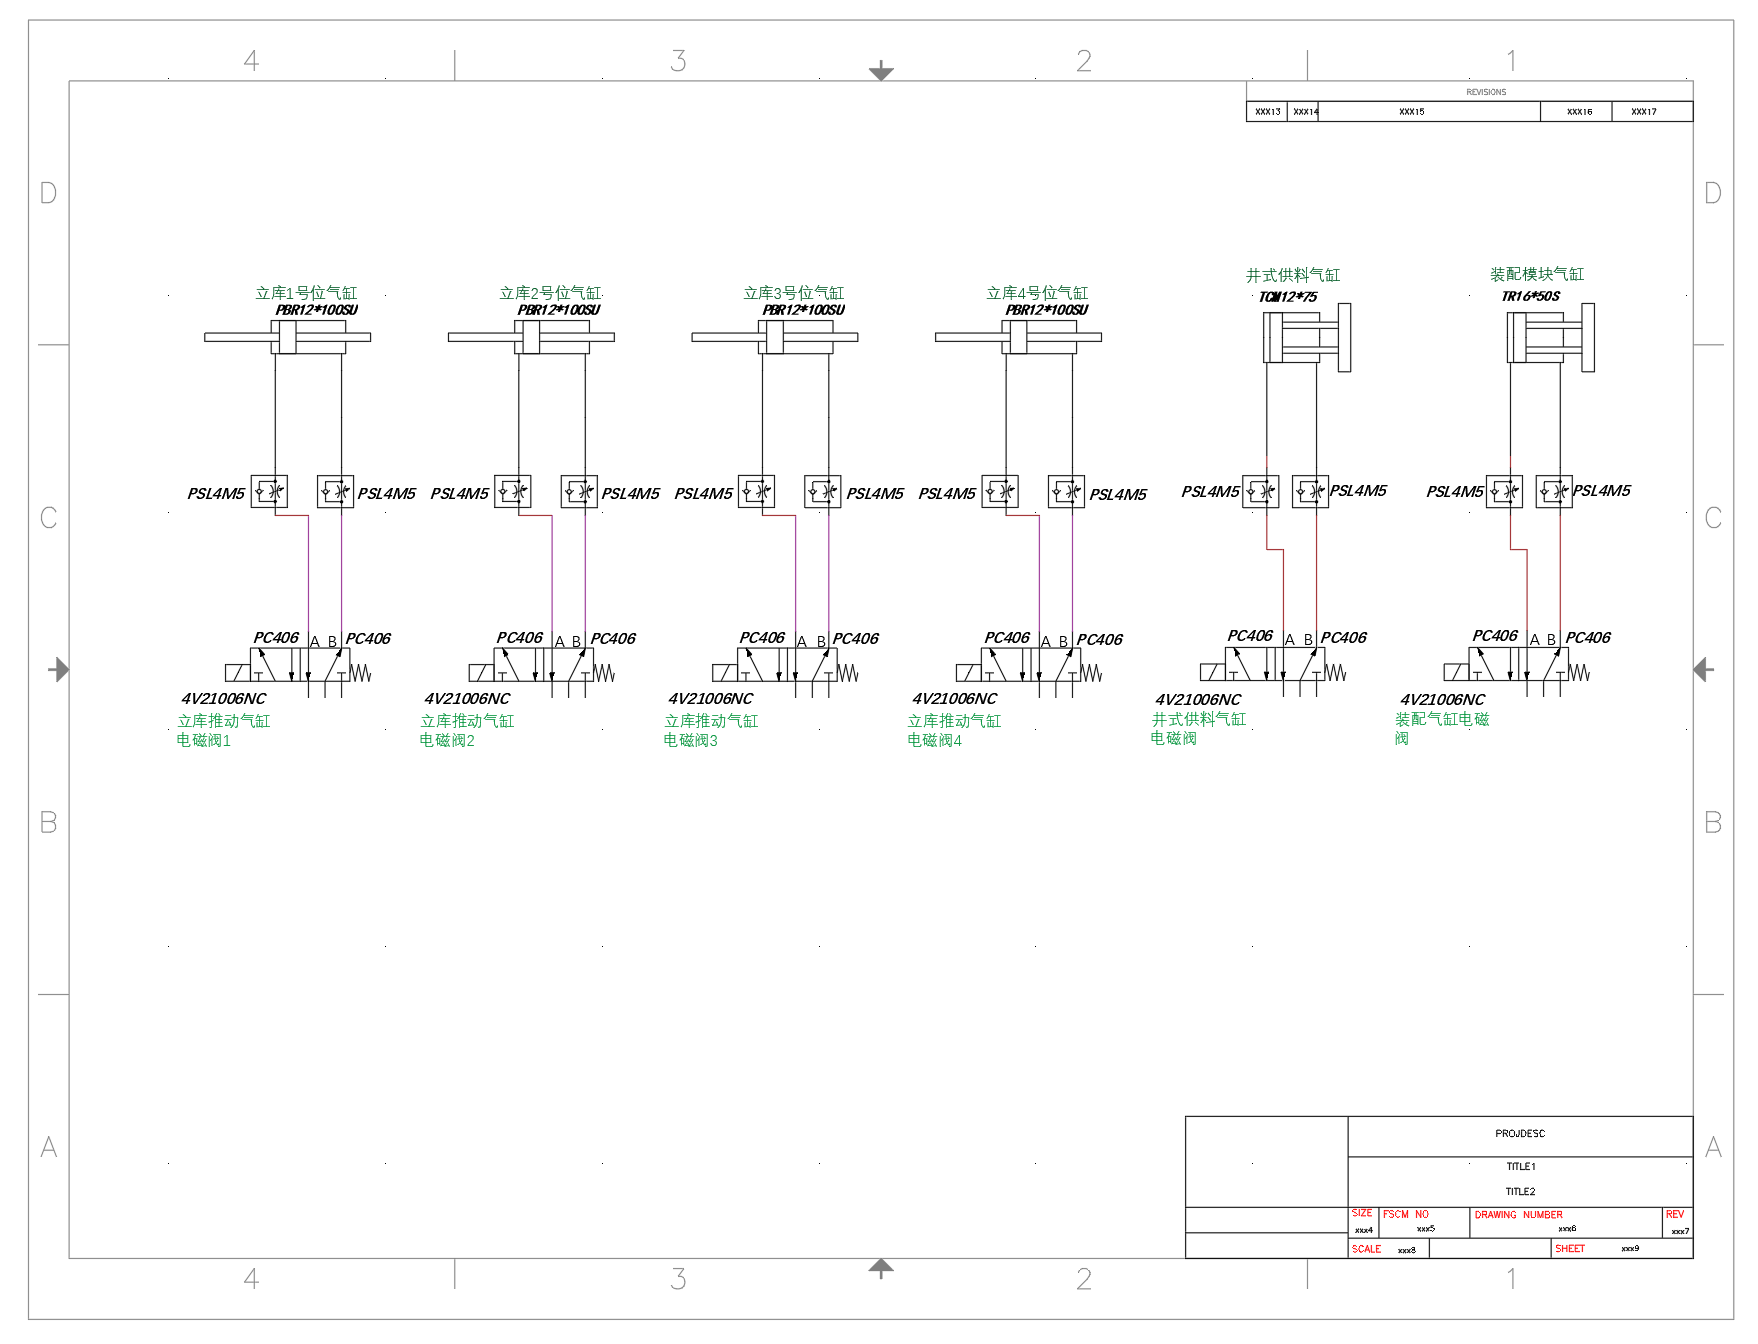 4 3 2 1
REVISIONS
XXX13 XXX14 XXX15 XXX16 XXX17
D D
井式供料气缸 装配模块气缸
立库1号位气缸 立库2号位气缸 立库3号位气缸 立库4号位气缸 TCM12*75 TR16*50S
PBR12*100SU PBR12*100SU PBR12*100SU PBR12*100SU
PSL4M5 PSL4M5 PSL4M5 PSL4M5 PSL4M5 PSL4M5 PSL4M5 PSL4M5 PSL4M5 PSL4M5 PSL4M5 PSL4M5
C C
PC406 A B PC406 PC406 A B PC406 PC406 A B PC406 PC406 A B PC406 PC406 A B PC406 PC406 A B PC406
4V21006NC 4V21006NC 4V21006NC 4V21006NC 4V21006NC 4V21006NC
立库推动气缸 立库推动气缸 立库推动气缸 立库推动气缸 井式供料气缸 装配气缸电磁
电磁阀1 电磁阀2 电磁阀3 电磁阀4 电磁阀 阀
B B
PROJDESC
A A
TITLE1
TITLE2
SIZE FSCM NO DRAWING NUMBER REV
xxx4 xxx5 xxx6 xxx7
SCALE xxx8 SHEET xxx9
4 3 2 1